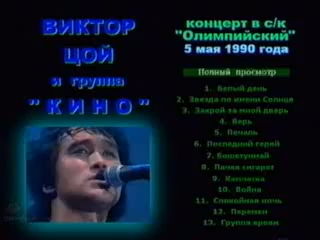 ВИКТОР
ЦОЙ
и группа
"КИНО"
концерт в с/к
"Олимпийский"
5 мая 1990 года
Полный просмотр
1. Белый день
2. Звезда по имени Солнце
3. Закрой за мной дверь
4. Верь
5. Печаль
6. Последний герой
7. Бошетунмай
8. Пачка сигарет
9. Камчатка
10. Война
11. Спокойная ночь
12. Перемен
13. Группа крови